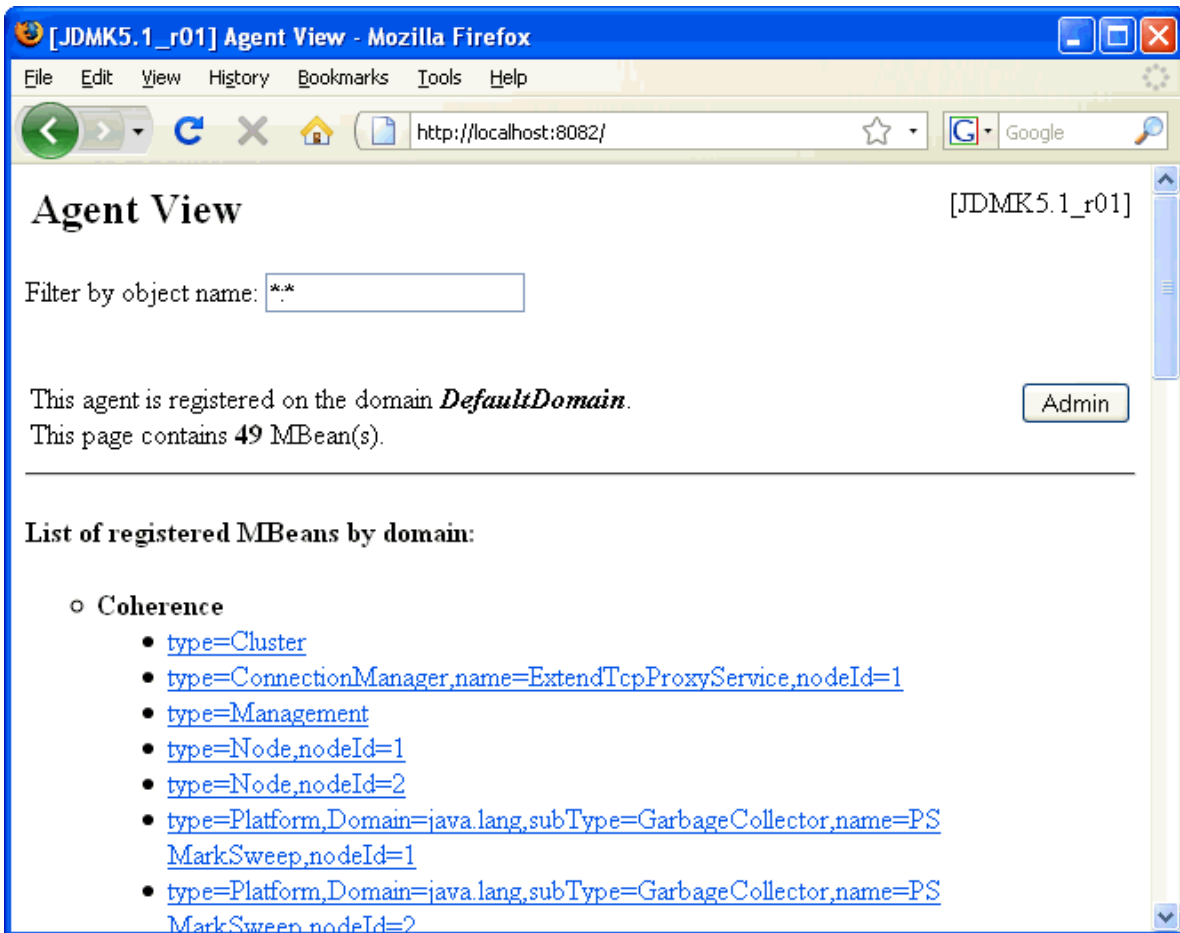 [JDMK5.1_r01] Agent View - Mozilla Firefox
File Edit View History Bookmarks Tools Help
http://localhost:8082/ G Google
Agent View [JDMK5.1_r01]
Filter by object name: *:*
This agent is registered on the domain DefaultDomain. Admin
This page contains 49 MBean(s).
List of registered MBeans by domain:
Coherence
type=Cluster
type=ConnectionManager,name=ExtendTcpProxyService,nodeId=1
type=Management
type=Node,nodeId=1
type=Node,nodeId=2
type=Platform,Domain=java.lang,subType=GarbageCollector,name=PS
MarkSweep,nodeId=1
type=Platform,Domain=java.lang,subType=GarbageCollector,name=PS
MarkSweep,nodeId=2